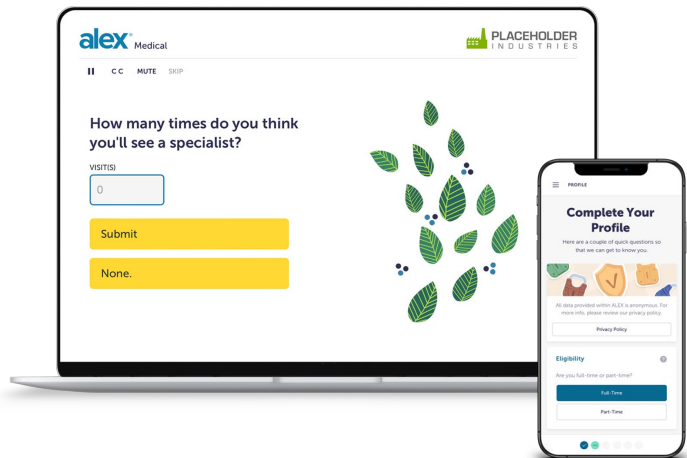 alex® Medical
PLACEHOLDER
INDUSTRIES
CC MUTE SKIP
How many times do you think
you'll see a specialist?
VISIT(S)
0
Submit
None.
PROFILE
Complete Your
Profile
Here are a couple of quick questions so
that we can get to know you.
All data provided within ALEX is anonymous. For
more info, please review our privacy policy.
Privacy Policy
Eligibility ?
Are you full-time or part-time?
Full-Time
Part-Time